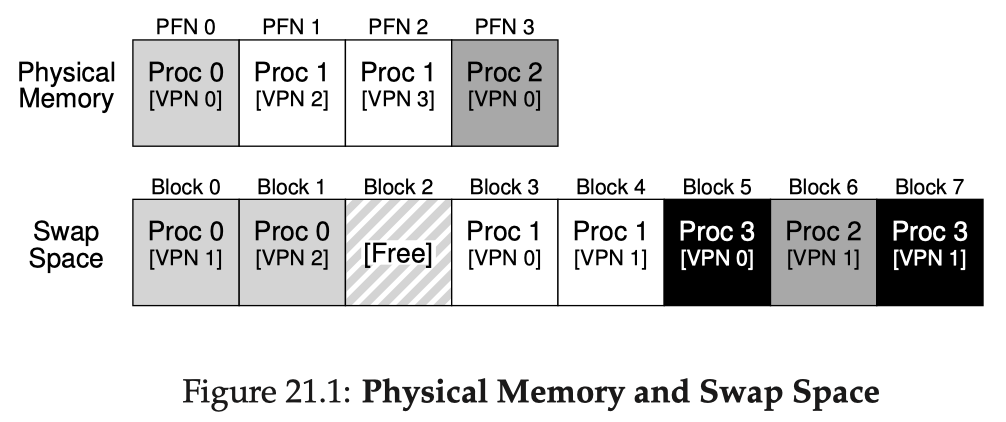 PFN 0 PFN 1 PFN 2 PFN 3
Physical Memory
Proc 0 Proc 1 Proc 1 Proc 2
[VPN 0] [VPN 2] [VPN 3] [VPN 0]
Block 0 Block 1 Block 2 Block 3 Block 4 Block 5 Block 6 Block 7
Swap Space
Proc 0 Proc 0 [Free] Proc 1 Proc 1 Proc 3 Proc 2 Proc 3
[VPN 1] [VPN 2] [VPN 0] [VPN 1] [VPN 0] [VPN 1] [VPN 1]
Figure 21.1: Physical Memory and Swap Space